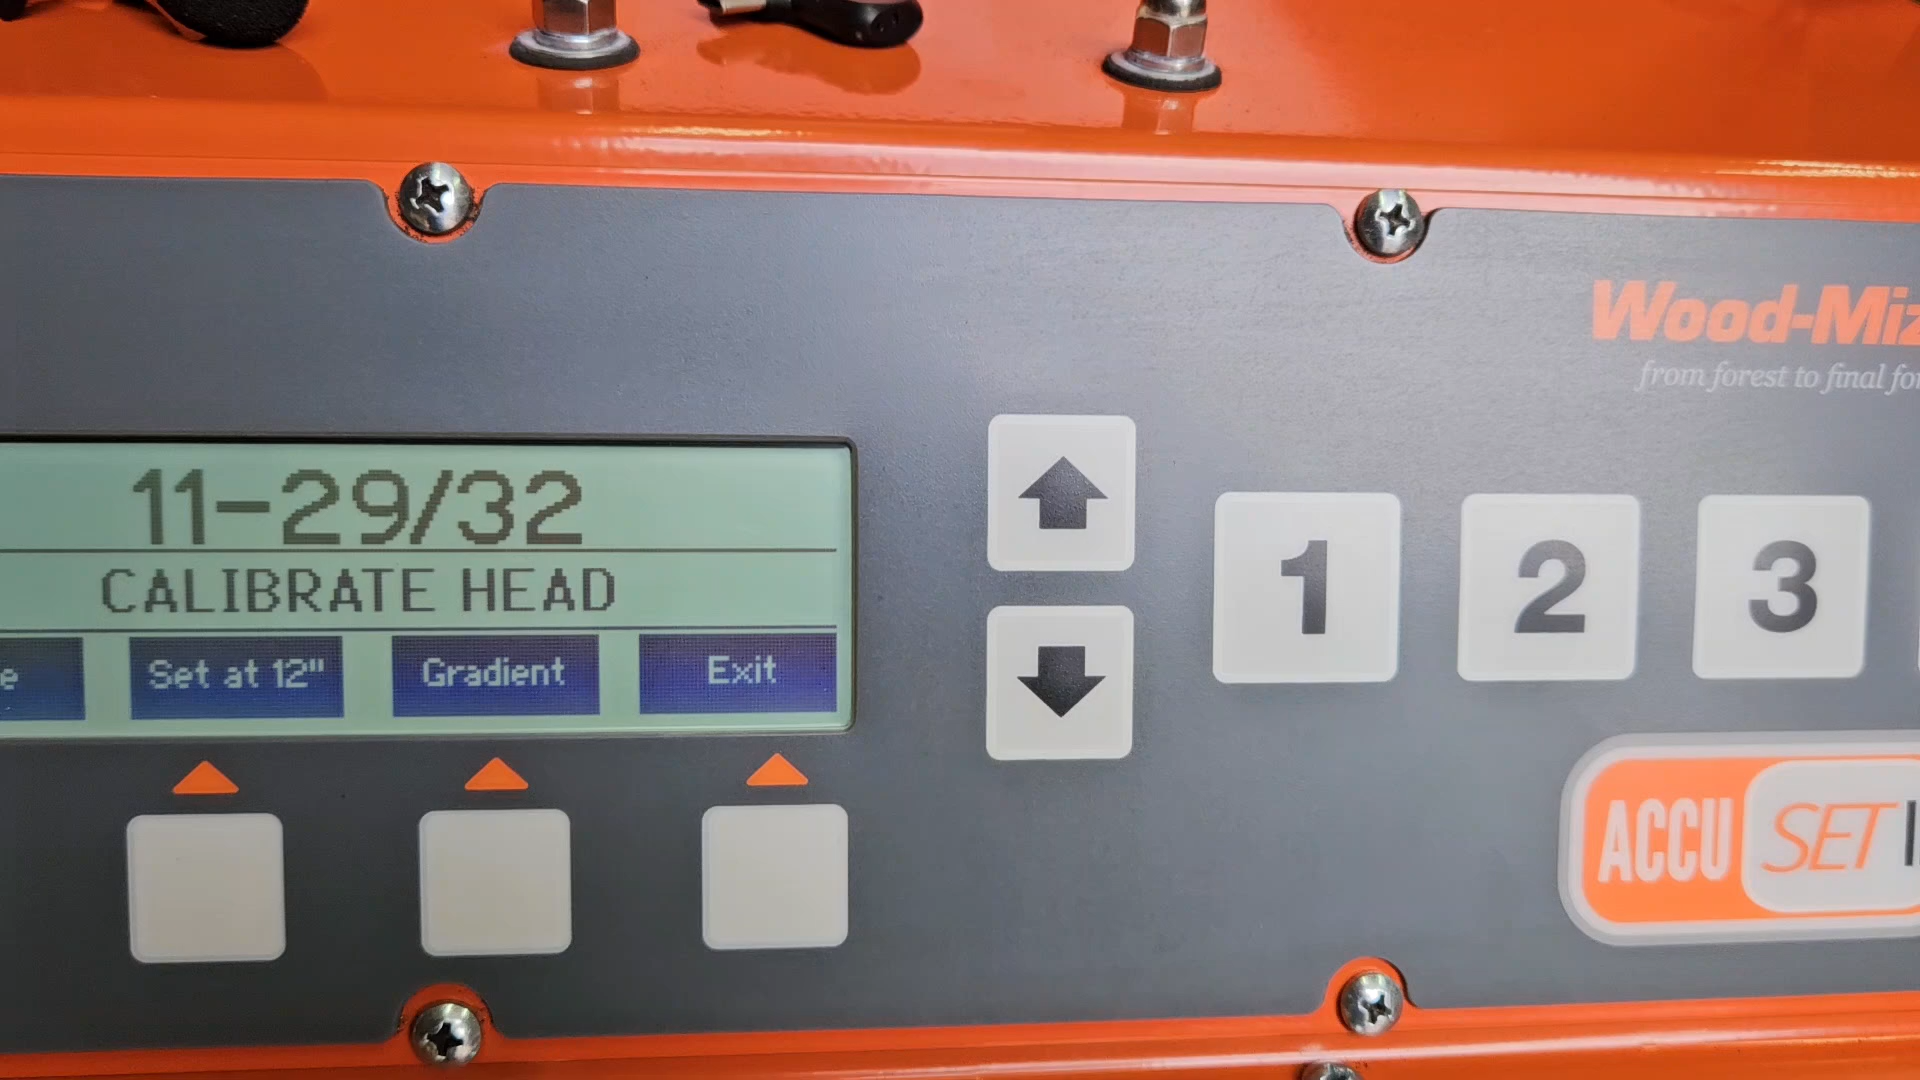 Wood-Miz
from forest to final for
11-29/32
CALIBRATE HEAD
e
Set at 12"
Gradient
Exit
1
2
3
ACCU SET